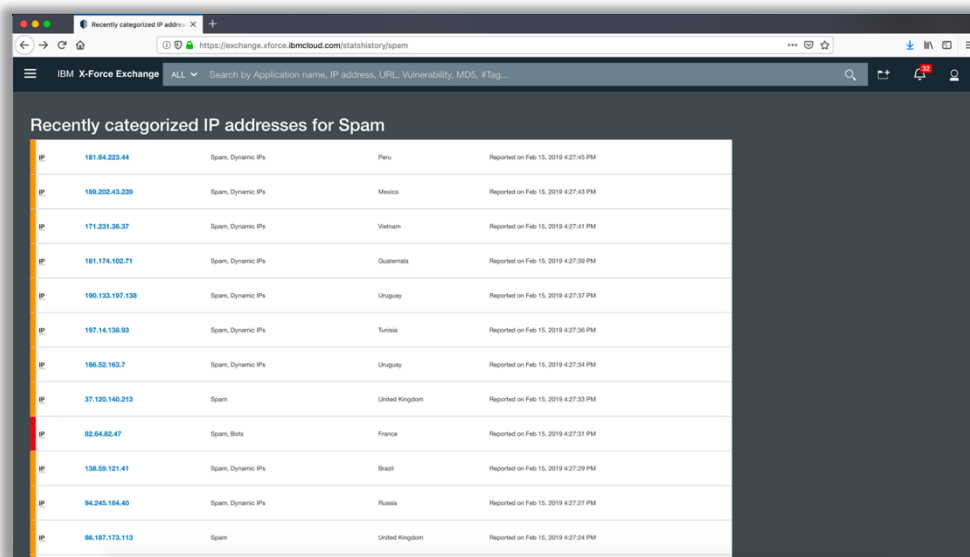 Recently categorized IP addres
https://exchange.xforce.ibmcloud.com/statshistory/spam
IBM X-Force Exchange ALL Search by Application name, IP address, URL, Vulnerability, MD5, #Tag... 32
Recently categorized IP addresses for Spam
IP 181.64.223.44 Spam, Dynamic IPs Peru Reported on Feb 15, 2019 4:27:45 PM
IP 189.202.43.239 Spam, Dynamic IPs Mexico Reported on Feb 15, 2019 4:27:43 PM
IP 171.231.36.37 Spam, Dynamic IPs Vietnam Reported on Feb 15, 2019 4:27:41 PM
IP 181.174.102.71 Spam, Dynamic IPs Guatemala Reported on Feb 15, 2019 4:27:39 PM
IP 190.133.197.138 Spam, Dynamic IPs Uruguay Reported on Feb 15, 2019 4:27:37 PM
IP 197.14.138.93 Spam, Dynamic IPs Tunisia Reported on Feb 15, 2019 4:27:36 PM
IP 186.52.163.7 Spam, Dynamic IPs Uruguay Reported on Feb 15, 2019 4:27:34 PM
IP 37.120.140.213 Spam United Kingdom Reported on Feb 15, 2019 4:27:33 PM
IP 82.64.82.47 Spam, Bots France Reported on Feb 15, 2019 4:27:31 PM
IP 138.59.121.41 Spam, Dynamic IPs Brazil Reported on Feb 15, 2019 4:27:29 PM
IP 94.245.184.40 Spam, Dynamic IPs Russia Reported on Feb 15, 2019 4:27:27 PM
IP 86.187.173.113 Spam United Kingdom Reported on Feb 15, 2019 4:27:24 PM